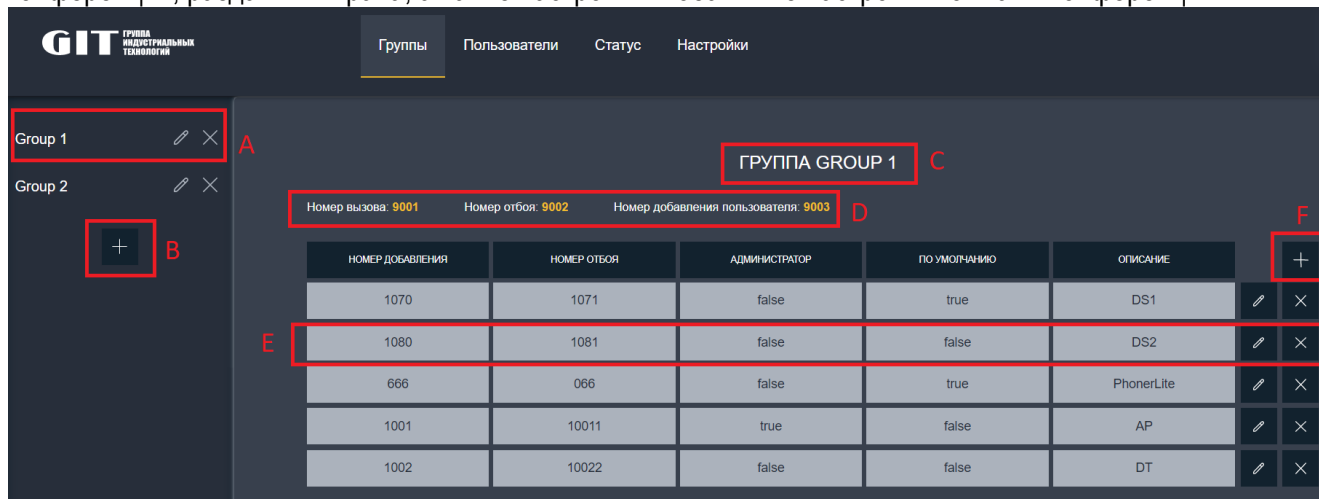 GIT ГРУППА
ИНДУСТРИАЛЬНЫХ
ТЕХНОЛОГИЙ
Группы Пользователи Статус Настройки
Group 1 A
Group 2
B
ГРУППА GROUP 1 C
Номер вызова: 9001 Номер отбоя: 9002 Номер добавления пользователя: 9003 D
F
НОМЕР ДОБАВЛЕНИЯ НОМЕР ОТБОЯ АДМИНИСТРАТОР ПО УМОЛЧАНИЮ ОПИСАНИЕ
1070 1071 false true DS1
E 1080 1081 false false DS2
666 066 false true PhonerLite
1001 10011 true false AP
1002 10022 false false DT